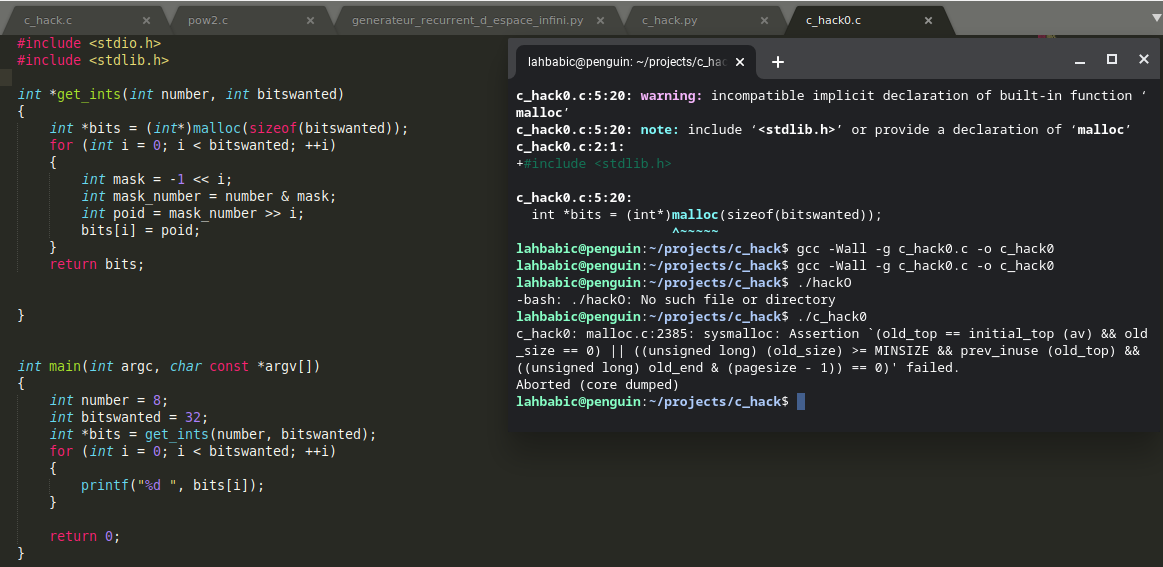 c_hack.c × pow2.c × generateur_recurrent_d_espace_infini.py × c_hack.py × c_hack0.c ×
#include <stdio.h>
#include <stdlib.h>
int *get_ints(int number, int bitswanted)
{
int *bits = (int*)malloc(sizeof(bitswanted));
for (int i = 0; i < bitswanted; ++i)
{
int mask = -1 << i;
int mask_number = number & mask;
int poid = mask_number >> i;
bits[i] = poid;
}
return bits;
}
int main(int argc, char const *argv[])
{
int number = 8;
int bitswanted = 32;
int *bits = get_ints(number, bitswanted);
for (int i = 0; i < bitswanted; ++i)
{
printf("%d ", bits[i]);
}
return 0;
}
lahbabic@penguin: ~/projects/c_hac × +
c_hack0.c:5:20: warning: incompatible implicit declaration of built-in function ‘
malloc’
c_hack0.c:5:20: note: include ‘<stdlib.h>’ or provide a declaration of ‘malloc’
c_hack0.c:2:1:
+#include <stdlib.h>
c_hack0.c:5:20:
int *bits = (int*)malloc(sizeof(bitswanted));
^~~~~~
lahbabic@penguin:~/projects/c_hack$ gcc -Wall -g c_hack0.c -o c_hack0
lahbabic@penguin:~/projects/c_hack$ gcc -Wall -g c_hack0.c -o c_hack0
lahbabic@penguin:~/projects/c_hack$ ./hackO
-bash: ./hackO: No such file or directory
lahbabic@penguin:~/projects/c_hack$ ./c_hack0
c_hack0: malloc.c:2385: sysmalloc: Assertion `(old_top == initial_top (av) && old
_size == 0) || ((unsigned long) (old_size) >= MINSIZE && prev_inuse (old_top) &&
((unsigned long) old_end & (pagesize - 1)) == 0)' failed.
Aborted (core dumped)
lahbabic@penguin:~/projects/c_hack$